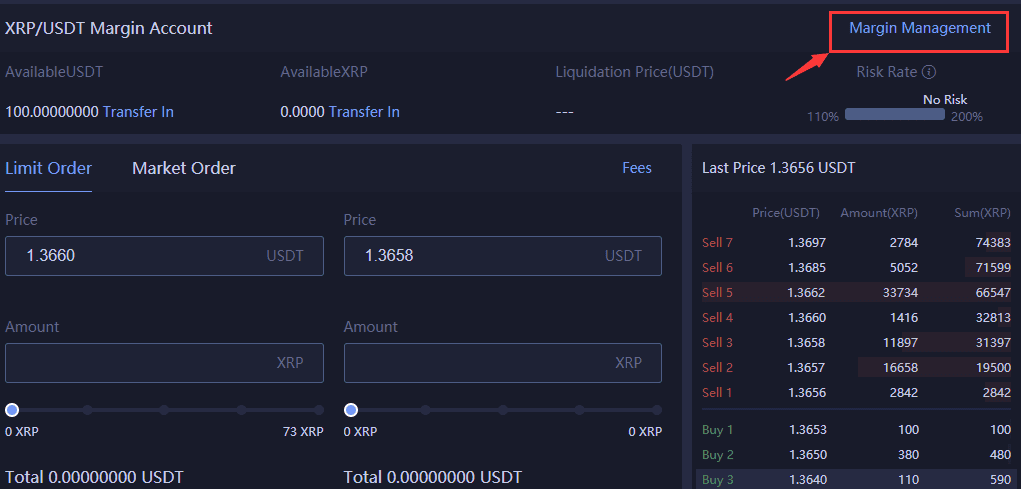 XRP/USDT Margin Account Margin Management
AvailableUSDT AvailableXRP Liquidation Price(USDT) Risk Rate
No Risk
100.00000000 Transfer In 0.0000 Transfer In --- 110% 200%
Limit Order Market Order Fees
Last Price 1.3656 USDT
Price Price
1.3660 USDT 1.3658 USDT
Amount Amount
XRP XRP
0 XRP 73 XRP 0 XRP 0 XRP
Total 0.00000000 USDT Total 0.00000000 USDT
Price(USDT) Amount(XRP) Sum(XRP)
Sell 7 1.3697 2784 74383
Sell 6 1.3685 5052 71599
Sell 5 1.3662 33734 66547
Sell 4 1.3660 1416 32813
Sell 3 1.3658 11897 31397
Sell 2 1.3657 16658 19500
Sell 1 1.3656 2842 2842
Buy 1 1.3653 100 100
Buy 2 1.3650 380 480
Buy 3 1.3640 110 590